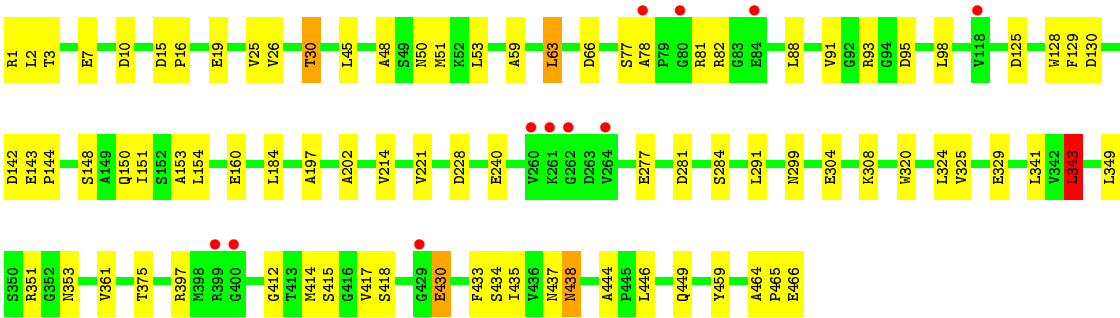 R1 L2 T3 E7 D10 D15 P16 E19 V25 V26 T30 L45 A48 S49 N50 M51 K52 L53 A59 L63 D66 S77 A78 P79 G80 R81 R82 G83 E84 L88 V91 G92 R93 G94 D95 L98 V118 D125 W128 F129 D130
D142 E143 P144 S148 A149 Q150 I151 S152 A153 L154 E160 L184 A197 A202 V214 V221 D228 E240 V260 K261 G262 D263 V264 E277 D281 S284 L291 N299 E304 K308 W320 L324 V325 E329 L341 V342 L343 L349
S350 R351 G352 N353 V361 T375 R397 M398 R399 G400 G412 T413 M414 S415 G416 V417 S418 G429 E430 F433 S434 I435 V436 N437 N438 A444 P445 L446 Q449 Y459 A464 P465 E466